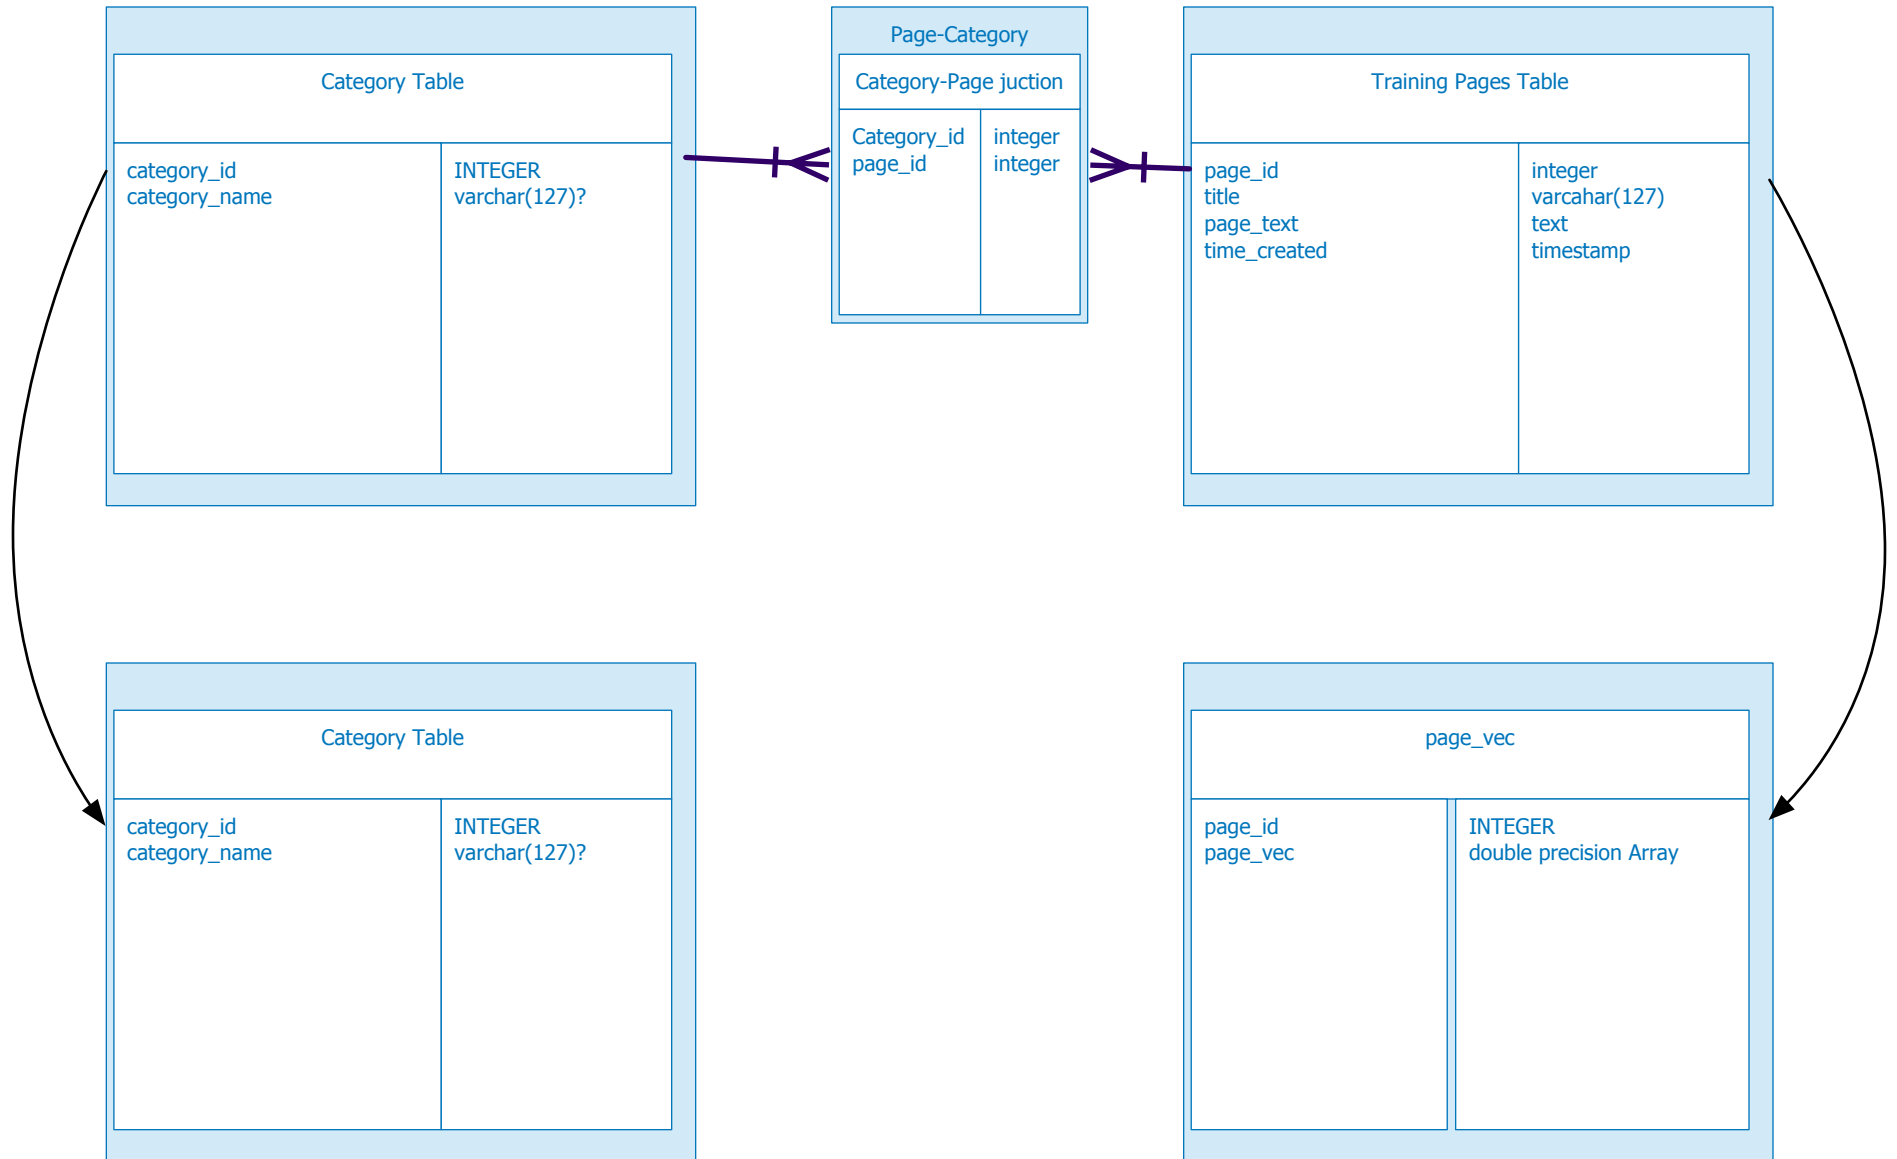 Category Table
category_id
category_name
INTEGER
varchar(127)?
Page-Category
Category-Page juction
Category_id
page_id
integer
integer
Training Pages Table
page_id
title
page_text
time_created
integer
varcahar(127)
text
timestamp
Category Table
category_id
category_name
INTEGER
varchar(127)?
page_vec
page_id
page_vec
INTEGER
double precision Array